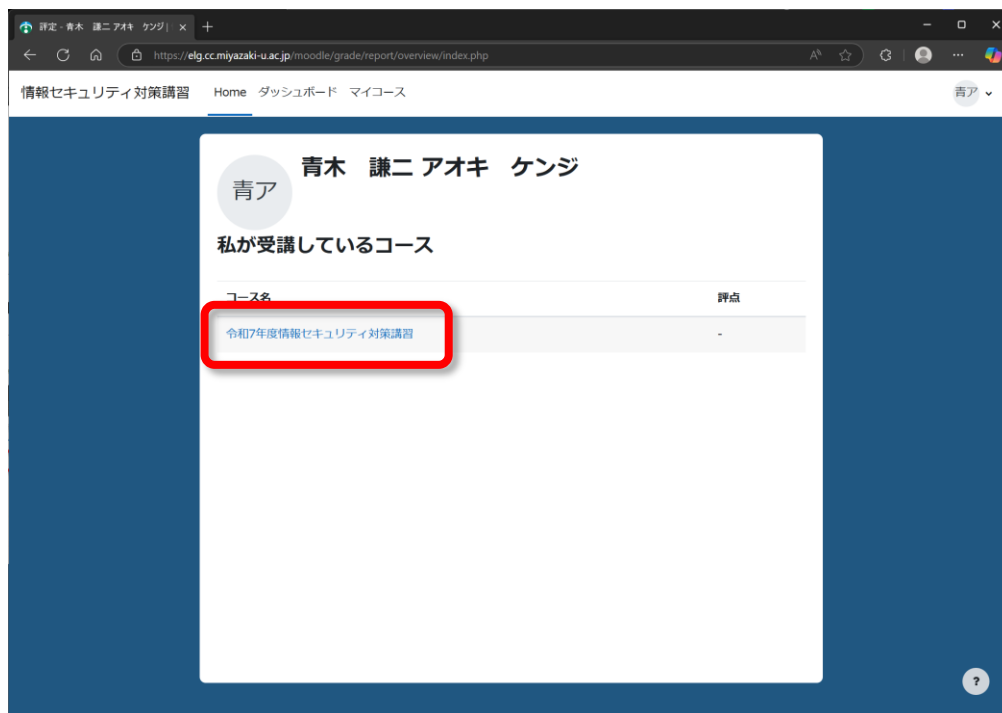 評定 - 青木 謙二 アオキ ケンジ |
https://elg.cc.miyazaki-u.ac.jp/moodle/grade/report/overview/index.php
情報セキュリティ対策講習 Home ダッシュボード マイコース 青ア
青ア
青木 謙二 アオキ ケンジ
私が受講しているコース
コース名 評点
令和7年度情報セキュリティ対策講習 -
?